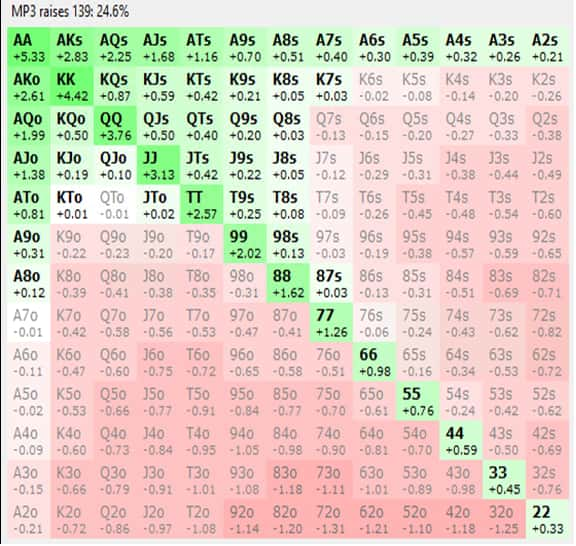 MP3 raises 139: 24.6%
AA AKs AQs AJs ATs A9s A8s A7s A6s A5s A4s A3s A2s
+5.33 +2.83 +2.25 +1.68 +1.16 +0.70 +0.51 +0.40 +0.30 +0.39 +0.32 +0.26 +0.21
AKo KK KQs KJs KTs K9s K8s K7s K6s K5s K4s K3s K2s
+2.61 +4.42 +0.87 +0.59 +0.42 +0.21 +0.05 +0.03 -0.02 -0.08 -0.14 -0.20 -0.26
AQo KQo QQ QJs QTs Q9s Q8s Q7s Q6s Q5s Q4s Q3s Q2s
+1.99 +0.50 +3.76 +0.50 +0.40 +0.20 +0.03 -0.13 -0.15 -0.20 -0.27 -0.33 -0.38
AJo KJo QJo JJ JTs J9s J8s J7s J6s J5s J4s J3s J2s
+1.38 +0.19 +0.10 +3.13 +0.42 +0.22 +0.05 -0.12 -0.29 -0.31 -0.38 -0.44 -0.49
ATo KTo QTo JTo TT T9s T8s T7s T6s T5s T4s T3s T2s
+0.81 +0.01 -0.01 +0.02 +2.57 +0.25 +0.08 -0.09 -0.26 -0.45 -0.48 -0.54 -0.60
A9o K9o Q9o J9o T9o 99 98s 97s 96s 95s 94s 93s 92s
+0.31 -0.22 -0.23 -0.20 -0.17 +2.02 +0.13 -0.03 -0.19 -0.38 -0.57 -0.59 -0.65
A8o K8o Q8o J8o T8o 98o 88 87s 86s 85s 84s 83s 82s
+0.12 -0.39 -0.41 -0.38 -0.35 -0.31 +1.62 +0.03 -0.13 -0.31 -0.51 -0.69 -0.71
A7o K7o Q7o J7o T7o 97o 87o 77 76s 75s 74s 73s 72s
-0.01 -0.42 -0.58 -0.56 -0.53 -0.47 -0.41 +1.26 -0.06 -0.24 -0.43 -0.62 -0.82
A6o K6o Q6o J6o T6o 96o 86o 76o 66 65s 64s 63s 62s
-0.11 -0.47 -0.60 -0.75 -0.72 -0.65 -0.58 -0.51 +0.98 -0.16 -0.34 -0.53 -0.72
A5o K5o Q5o J5o T5o 95o 85o 75o 65o 55 54s 53s 52s
-0.02 -0.53 -0.66 -0.77 -0.91 -0.84 -0.77 -0.70 -0.61 +0.76 -0.24 -0.42 -0.62
A4o K4o Q4o J4o T4o 94o 84o 74o 64o 54o 44 43s 42s
-0.09 -0.60 -0.73 -0.84 -0.95 -1.05 -0.98 -0.90 -0.81 -0.70 +0.59 -0.50 -0.69
A3o K3o Q3o J3o T3o 93o 83o 73o 63o 53o 43o 33 32s
-0.15 -0.66 -0.79 -0.91 -1.01 -1.08 -1.18 -1.11 -1.01 -0.89 -0.98 +0.45 -0.76
A2o K2o Q2o J2o T2o 92o 82o 72o 62o 52o 42o 32o 22
-0.21 -0.72 -0.86 -0.97 -1.08 -1.14 -1.20 -1.31 -1.21 -1.10 -1.18 -1.25 +0.33